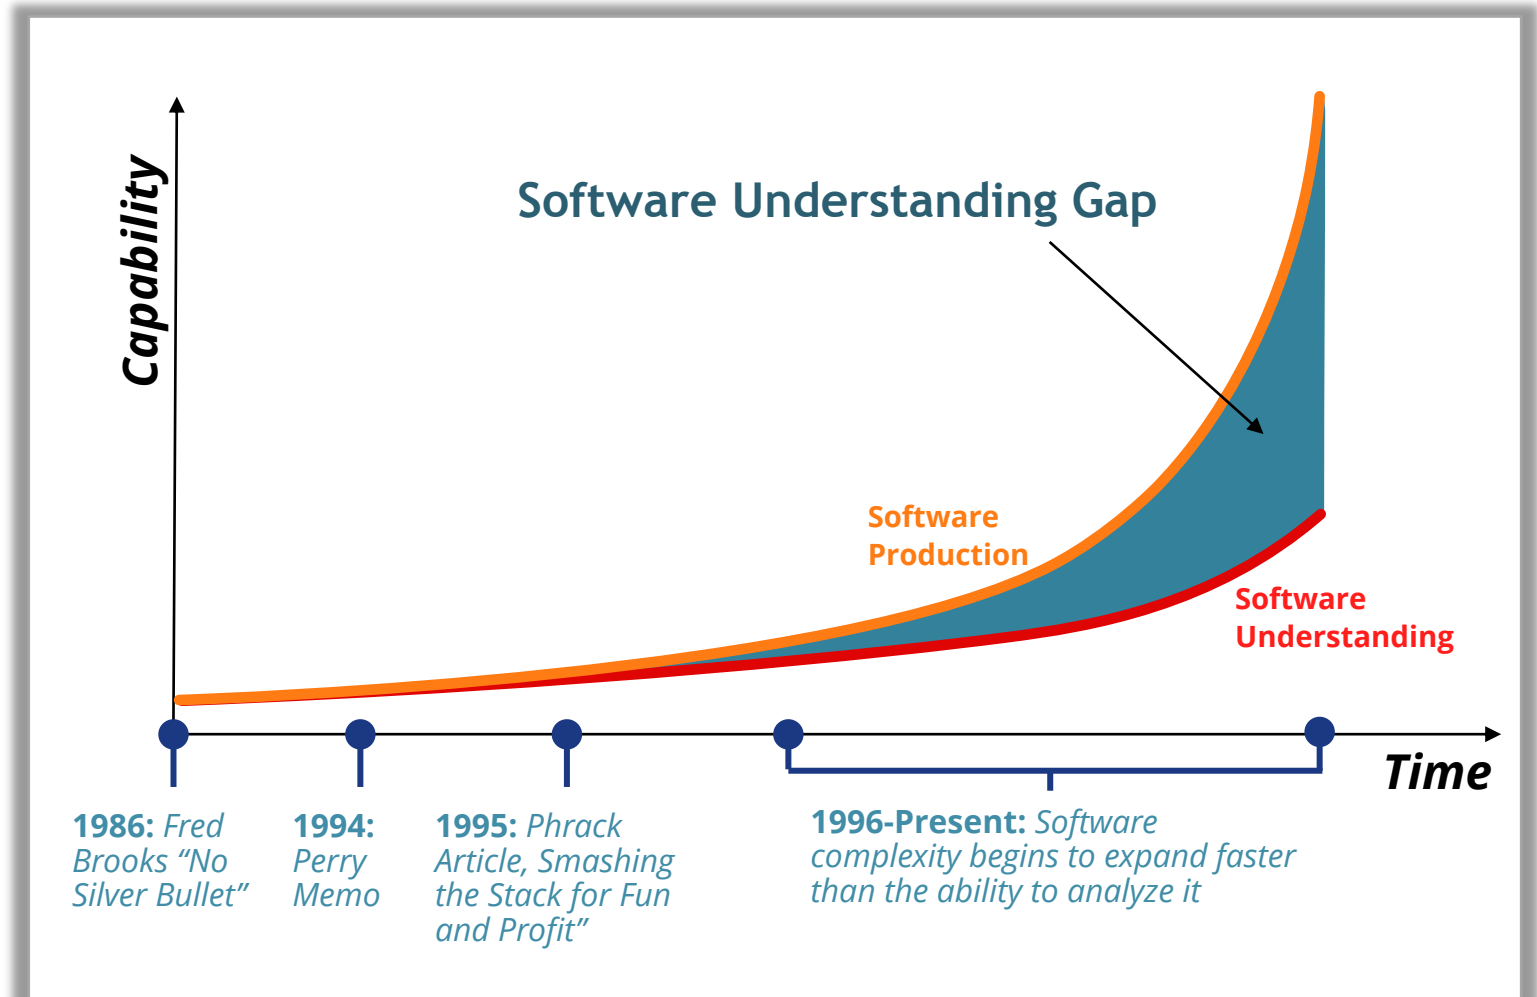 Capability
Software Understanding Gap
Software
Production
Software
Understanding
Time
1986: Fred
Brooks “No
Silver Bullet”
1994:
Perry
Memo
1995: Phrack
Article, Smashing
the Stack for Fun
and Profit”
1996-Present: Software
complexity begins to expand faster
than the ability to analyze it